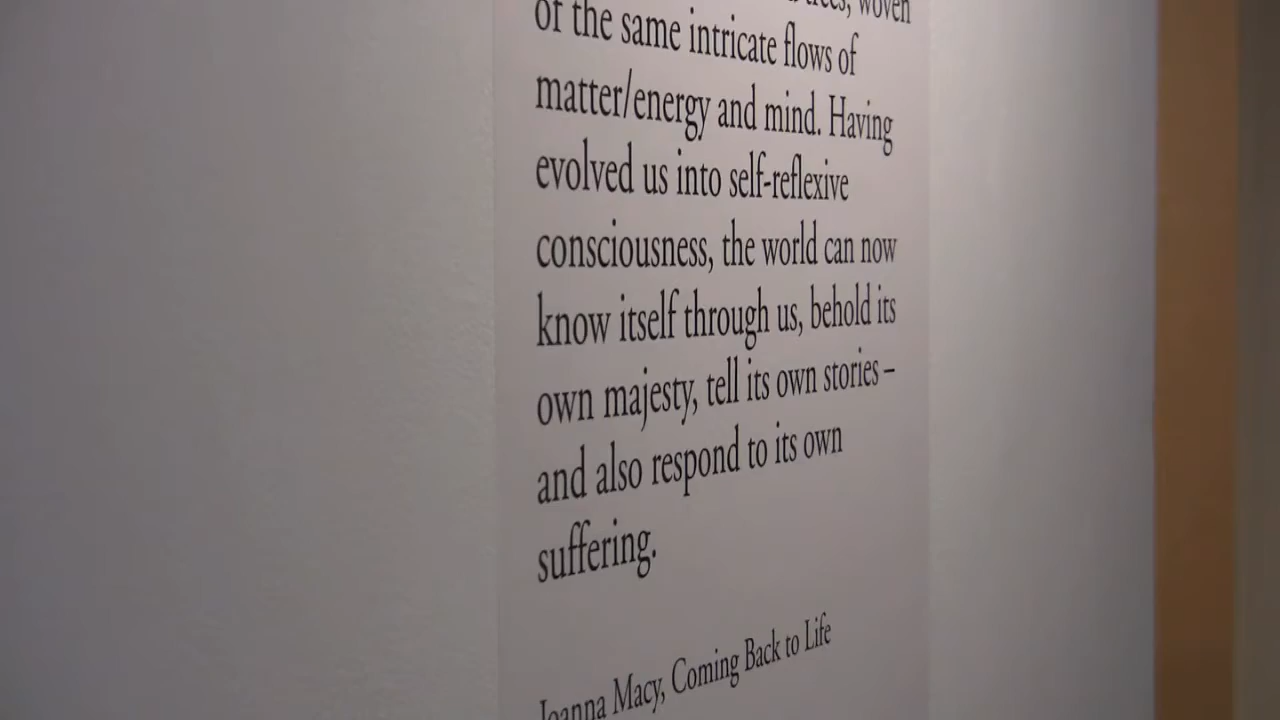 trees, woven
of the same intricate flows of
matter/energy and mind. Having
evolved us into self-reflexive
consciousness, the world can now
know itself through us, behold its
own majesty, tell its own stories –
and also respond to its own
suffering.
Joanna Macy, Coming Back to Life